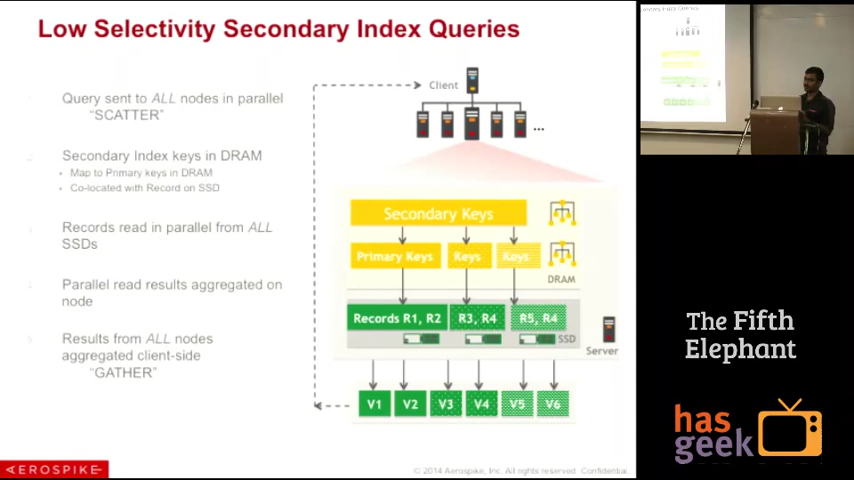 Low Selectivity Secondary Index Queries
Query sent to ALL nodes in parallel
"SCATTER"
Secondary Index keys in DRAM
• Map to Primary keys in DRAM
• Co-located with Record on SSD
Records read in parallel from ALL
SSDs
Parallel read results aggregated on
node
Results from ALL nodes
aggregated client-side
"GATHER"
Client
...
Secondary Keys
Primary Keys
Keys
Keys
DRAM
Records R1, R2
R3, R4
R5, R4
SSD
Server
V1
V2
V3
V4
V5
V6
AEROSPIKE
© 2014 Aerospike, Inc. All rights reserved. Confidential.
The Fifth
Elephant
has
geek